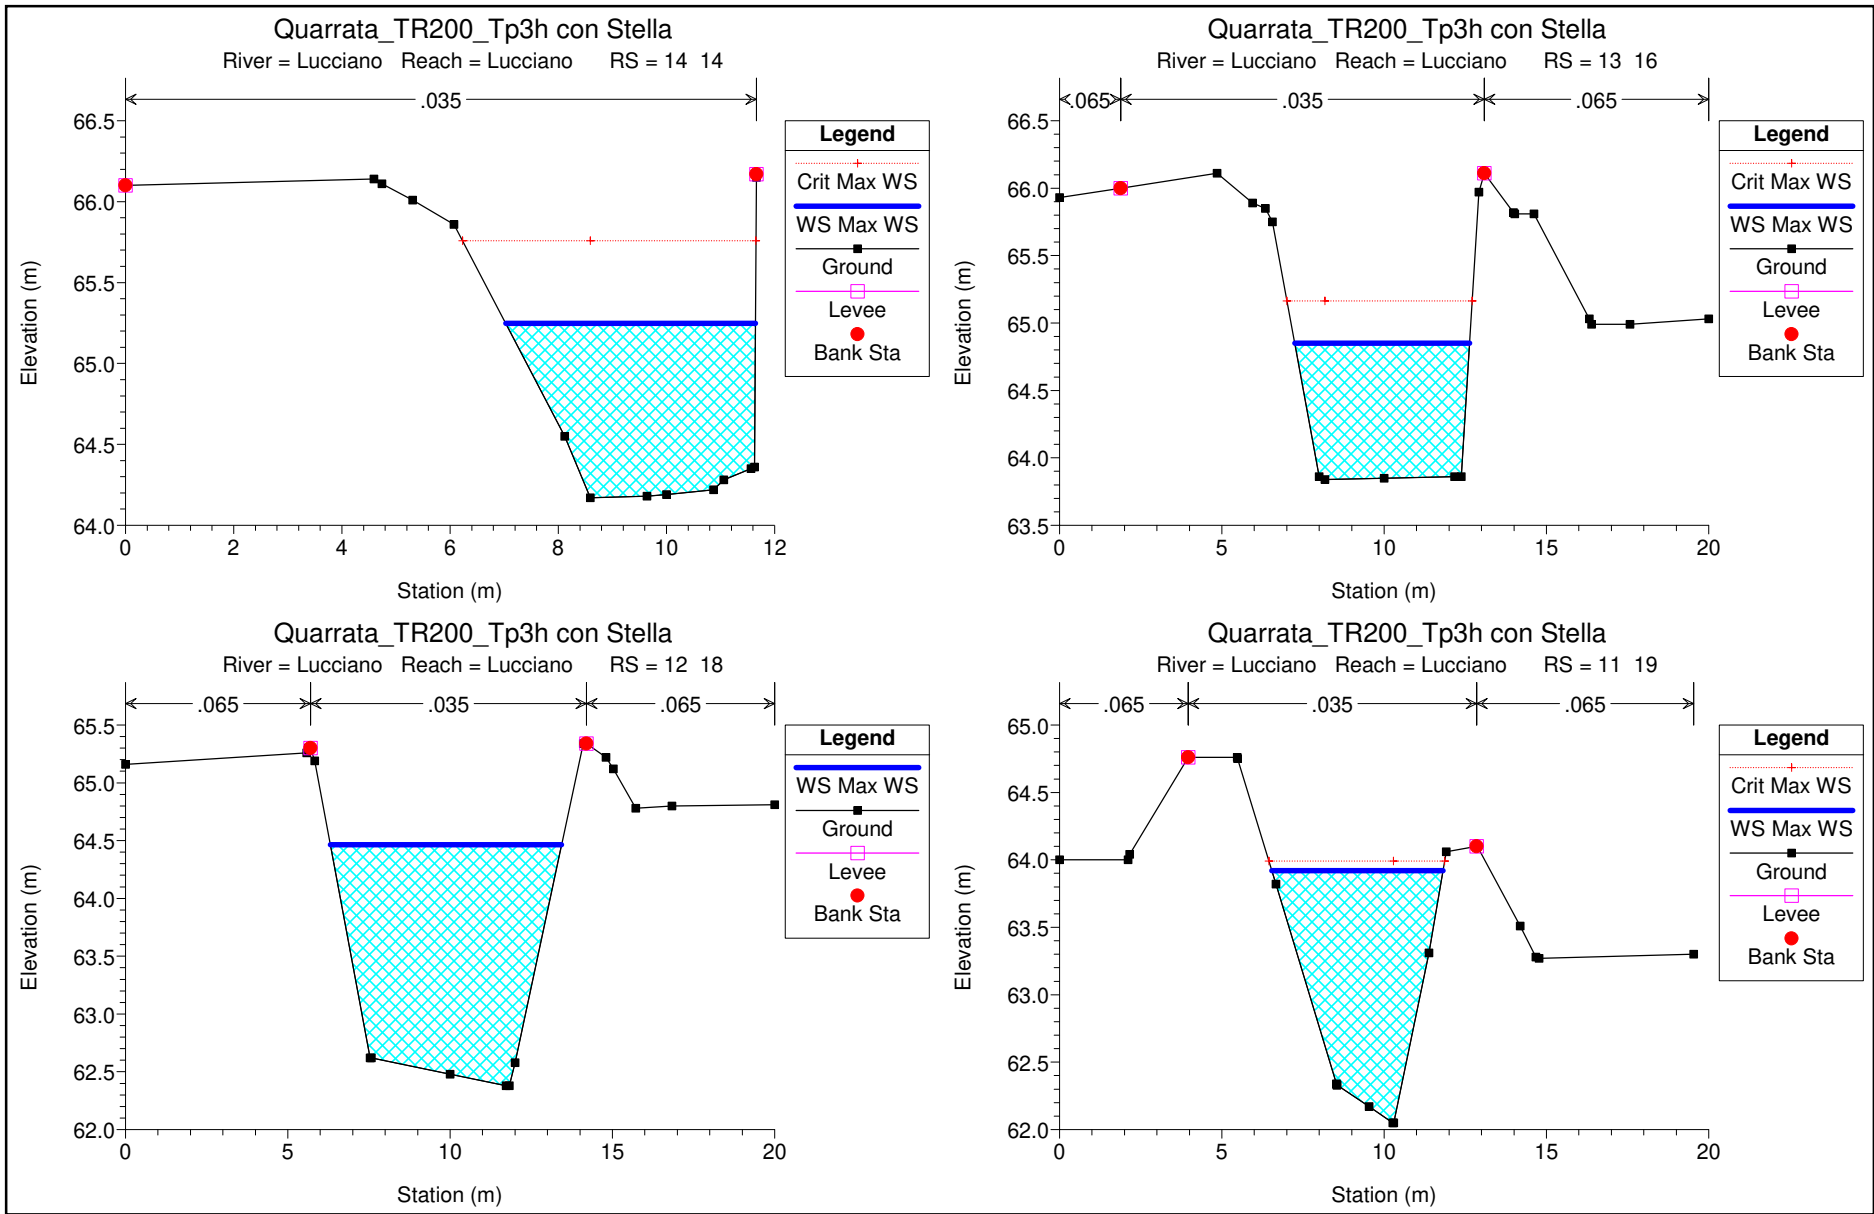 Quarrata_TR200_Tp3h con Stella
River = Lucciano Reach = Lucciano RS = 14 14
.035
66.5
66.0
65.5
65.0
64.5
64.0
Elevation (m)
0 2 4 6 8 10 12
Station (m)
Legend
Crit Max WS
WS Max WS
Ground
Levee
Bank Sta
Quarrata_TR200_Tp3h con Stella
River = Lucciano Reach = Lucciano RS = 13 16
.065 .035 .065
66.5
66.0
65.5
65.0
64.5
64.0
63.5
Elevation (m)
0 5 10 15 20
Station (m)
Legend
Crit Max WS
WS Max WS
Ground
Levee
Bank Sta
Quarrata_TR200_Tp3h con Stella
River = Lucciano Reach = Lucciano RS = 12 18
.065 .035 .065
65.5
65.0
64.5
64.0
63.5
63.0
62.5
62.0
Elevation (m)
0 5 10 15 20
Station (m)
Legend
WS Max WS
Ground
Levee
Bank Sta
Quarrata_TR200_Tp3h con Stella
River = Lucciano Reach = Lucciano RS = 11 19
.065 .035 .065
65.0
64.5
64.0
63.5
63.0
62.5
62.0
Elevation (m)
0 5 10 15 20
Station (m)
Legend
Crit Max WS
WS Max WS
Ground
Levee
Bank Sta